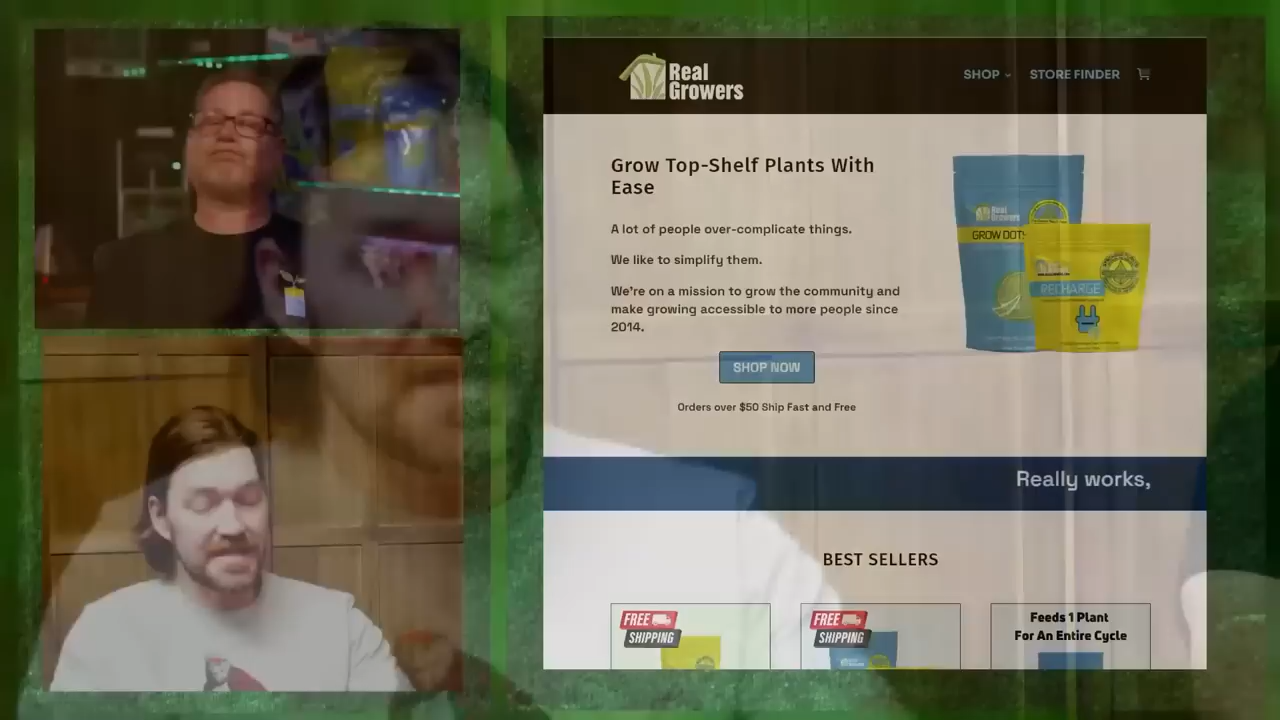 Real
Growers
SHOP
STORE FINDER
Grow Top-Shelf Plants With
Ease
A lot of people over-complicate things.
We like to simplify them.
We're on a mission to grow the community and
make growing accessible to more people since
2014.
SHOP NOW
Orders over $50 Ship Fast and Free
Real
Growers
GROW DOTS
RECHARGE
Really works,
BEST SELLERS
FREE
SHIPPING
FREE
SHIPPING
Feeds 1 Plant
For An Entire Cycle